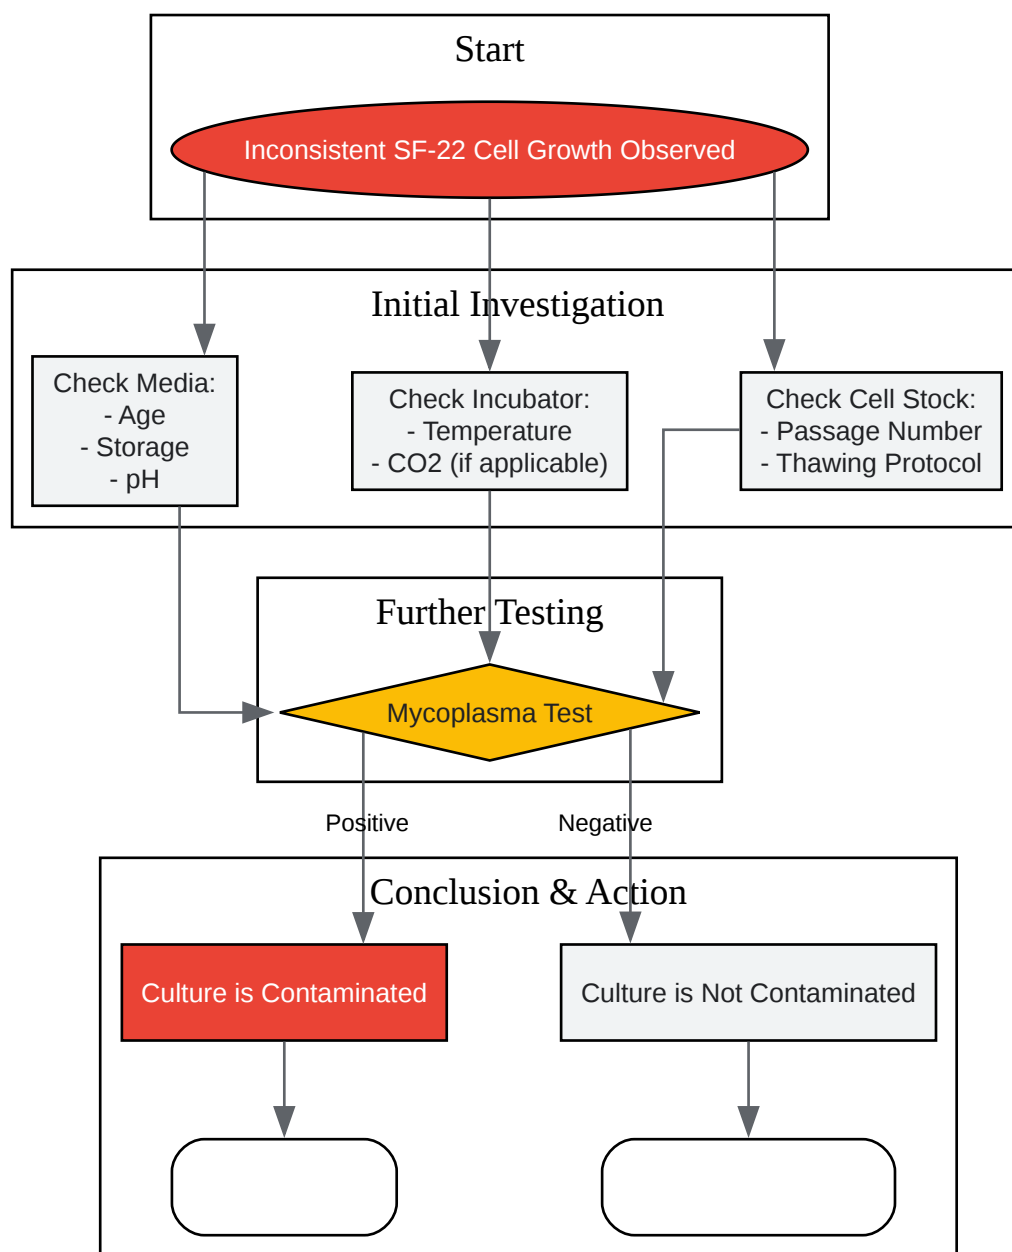 Start
Inconsistent SF-22 Cell Growth Observed
Initial Investigation
Check Media:
- Age
- Storage
- pH
Check Incubator:
- Temperature
- CO2 (if applicable)
Check Cell Stock:
- Passage Number
- Thawing Protocol
Further Testing
Mycoplasma Test
Positive
Negative
Conclusion & Action
Culture is Contaminated
Culture is Not Contaminated